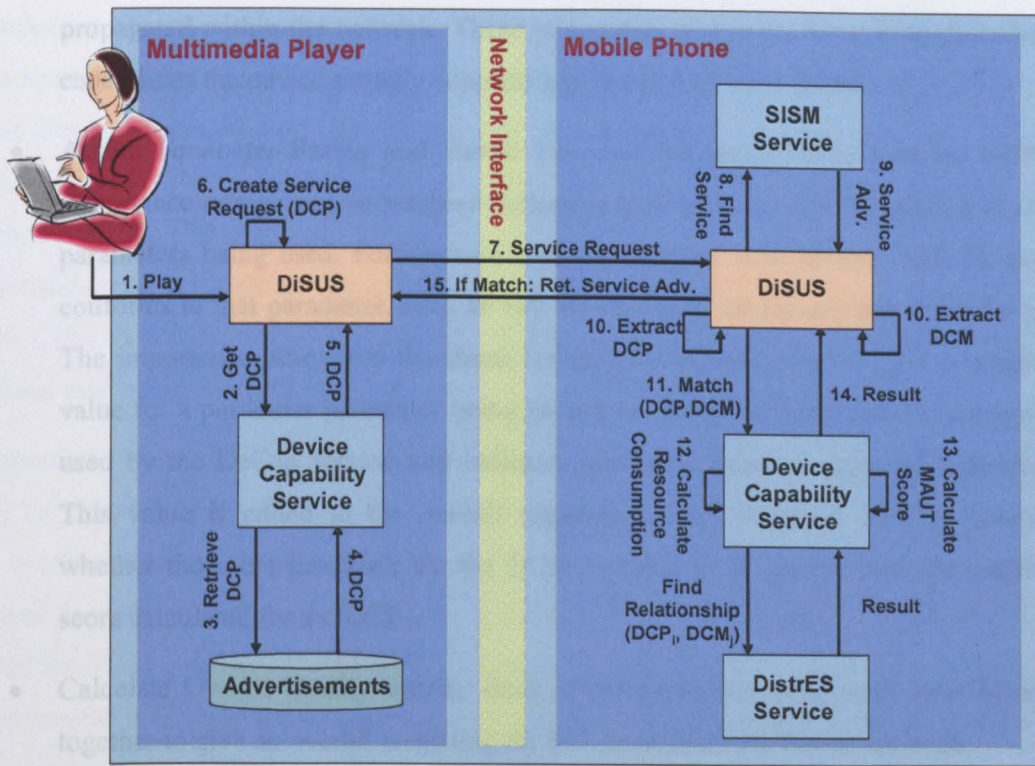 Multimedia Player
Network Interface
Mobile Phone
SISM
Service
6. Create Service
Request (DCP)
8. Find
Service
9. Service
Adv.
7. Service Request
1. Play
DiSUS
15. If Match: Ret. Service Adv.
DiSUS
10. Extract
DCP
10. Extract
DCM
2. Get
DCP
5. DCP
11. Match
(DCP,DCM)
14. Result
Device
Capability
Service
12. Calculate
Resource
Consumption
Device
Capability
Service
13. Calculate
MAUT
Score
3. Retrieve
DCP
4. DCP
Find
Relationship
(DCPi, DCMj)
Result
Advertisements
DistrES
Service